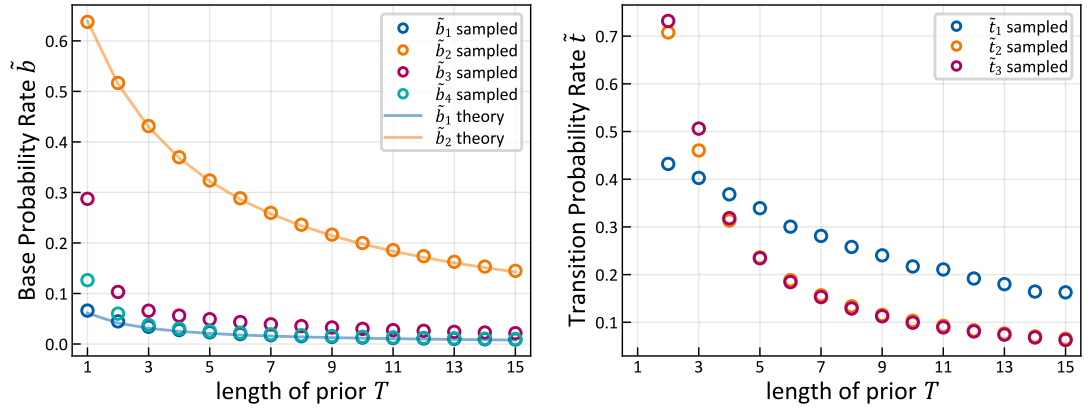 Base Probability Rate b̃
0.6
0.5
0.4
0.3
0.2
0.1
0.0
1 3 5 7 9 11 13 15
length of prior T
b̃₁ sampled
b̃₂ sampled
b̃₃ sampled
b̃₄ sampled
b̃₁ theory
b̃₂ theory
Transition Probability Rate t̃
0.7
0.6
0.5
0.4
0.3
0.2
0.1
1 3 5 7 9 11 13 15
length of prior T
t̃₁ sampled
t̃₂ sampled
t̃₃ sampled